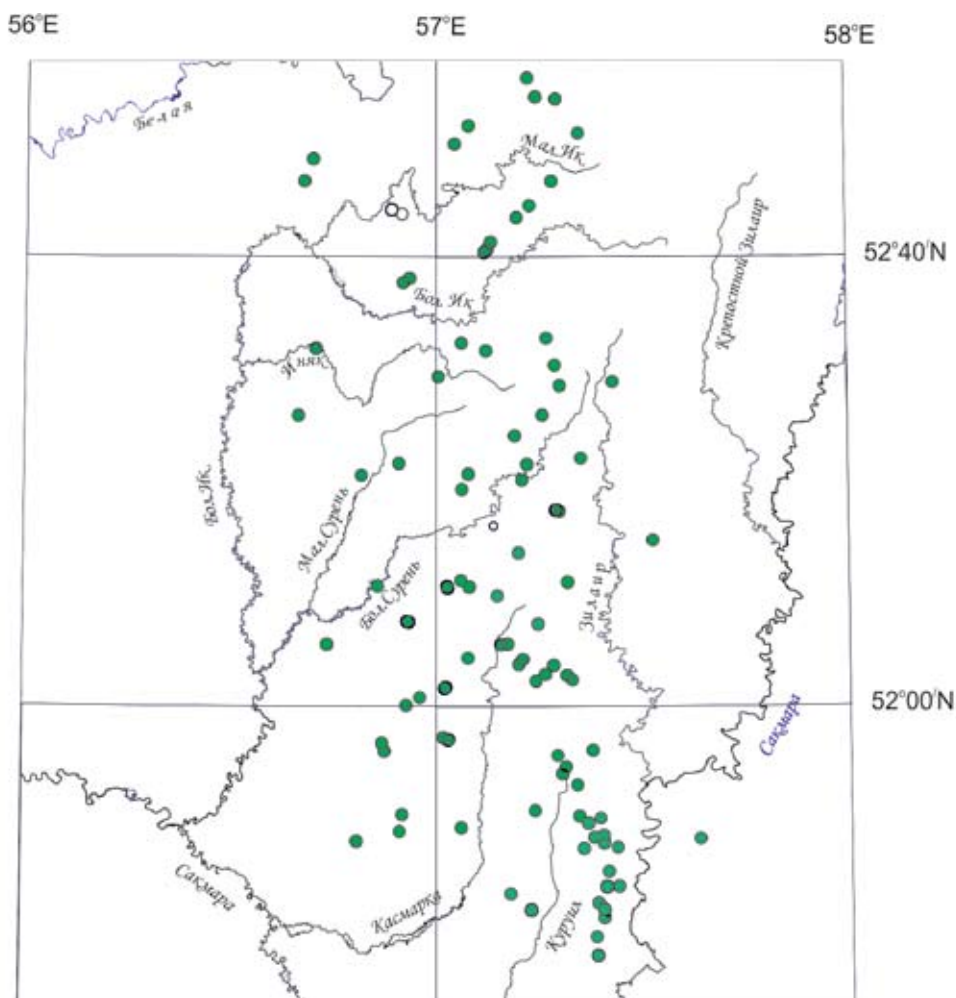 56°E
57°E
58°E
Белая
Мал.Ик
Крепостной Зилаир
52°40'N
Бол. Ик
Иняк
Бол.Ик
Мал.Сурень
Бол.Сурень
Зилаир
52°00'N
Сакмара
Сакмара
Касмарка
Куруил